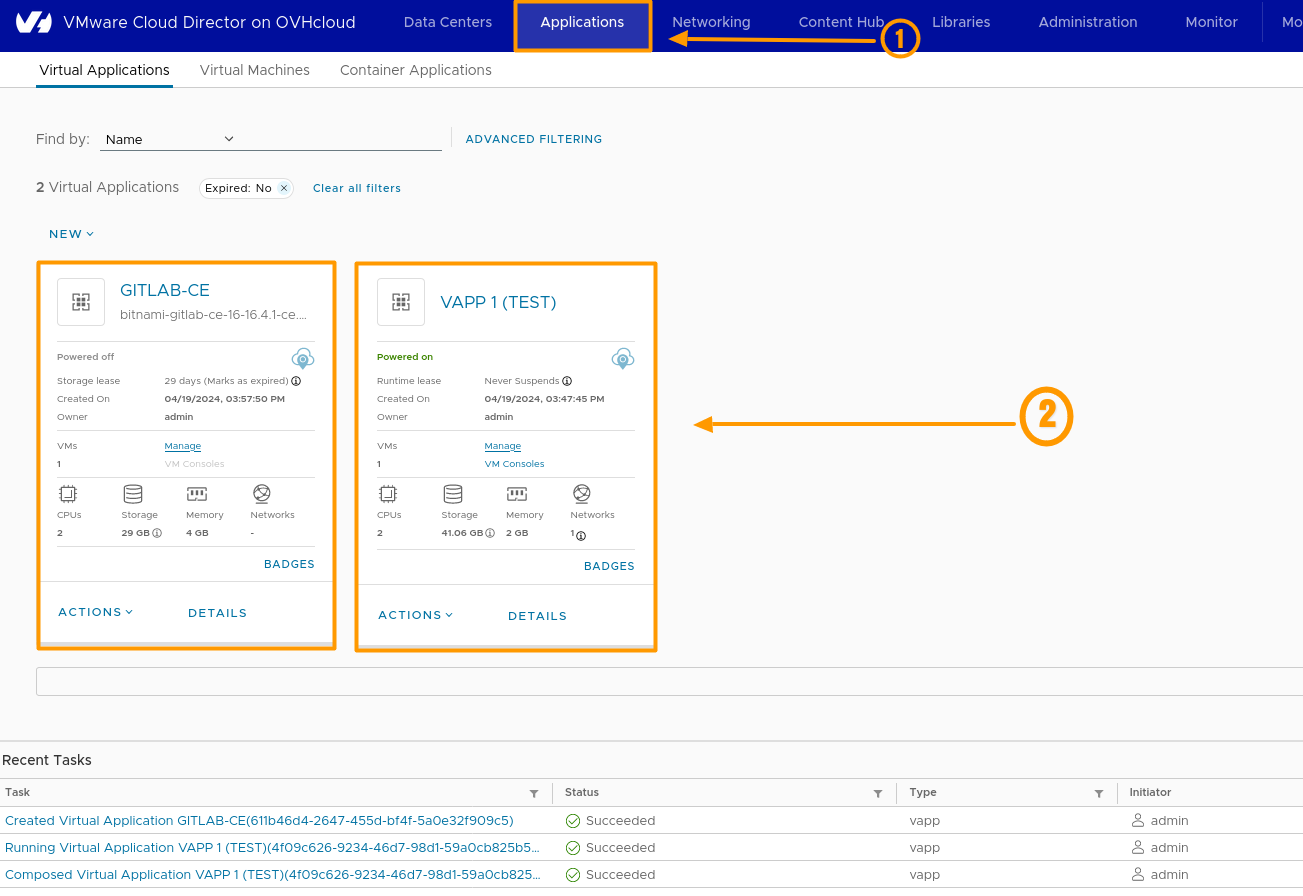 VMware Cloud Director on OVHcloud Data Centers Applications Networking Content Hub Libraries Administration Monitor Mo
1
Virtual Applications Virtual Machines Container Applications
Find by: Name ADVANCED FILTERING
2 Virtual Applications Expired: No × Clear all filters
NEW
GITLAB-CE
bitnami-gitlab-ce-16-16.4.1-ce....
Powered off
Storage lease 29 days (Marks as expired)
Created On 04/19/2024, 03:57:50 PM
Owner admin
VMs Manage
1 VM Consoles
CPUs Storage Memory Networks
2 29 GB 4 GB -
BADGES
ACTIONS DETAILS
VAPP 1 (TEST)
Powered on
Runtime lease Never Suspends
Created On 04/19/2024, 03:47:45 PM
Owner admin
VMs Manage
1 VM Consoles
CPUs Storage Memory Networks
2 41.06 GB 2 GB 1
BADGES
ACTIONS DETAILS
2
Recent Tasks
Task Status Type Initiator
Created Virtual Application GITLAB-CE(611b46d4-2647-455d-bf4f-5a0e32f909c5) Succeeded vapp admin
Running Virtual Application VAPP 1 (TEST)(4f09c626-9234-46d7-98d1-59a0cb825b5... Succeeded vapp admin
Composed Virtual Application VAPP 1 (TEST)(4f09c626-9234-46d7-98d1-59a0cb825... Succeeded vapp admin